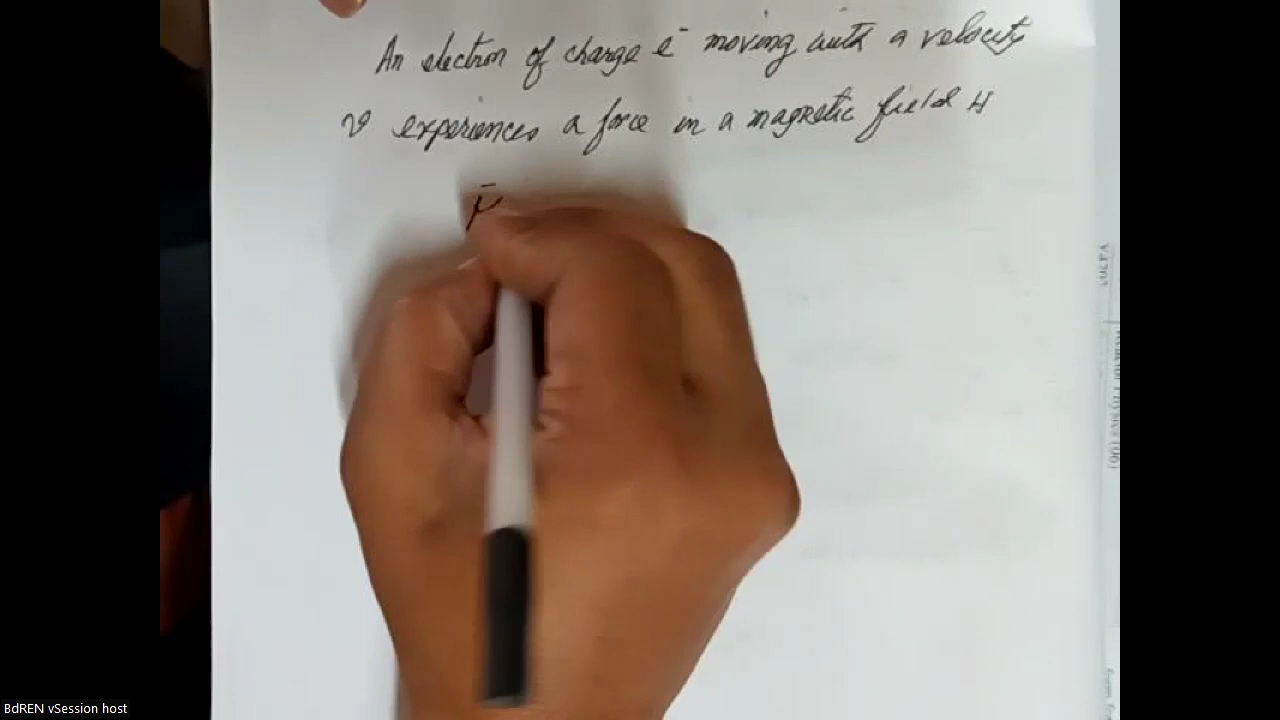 An electron of charge e⁻ moving with a velocity
v experiences a force in a magnetic field H
BdREN vSession host